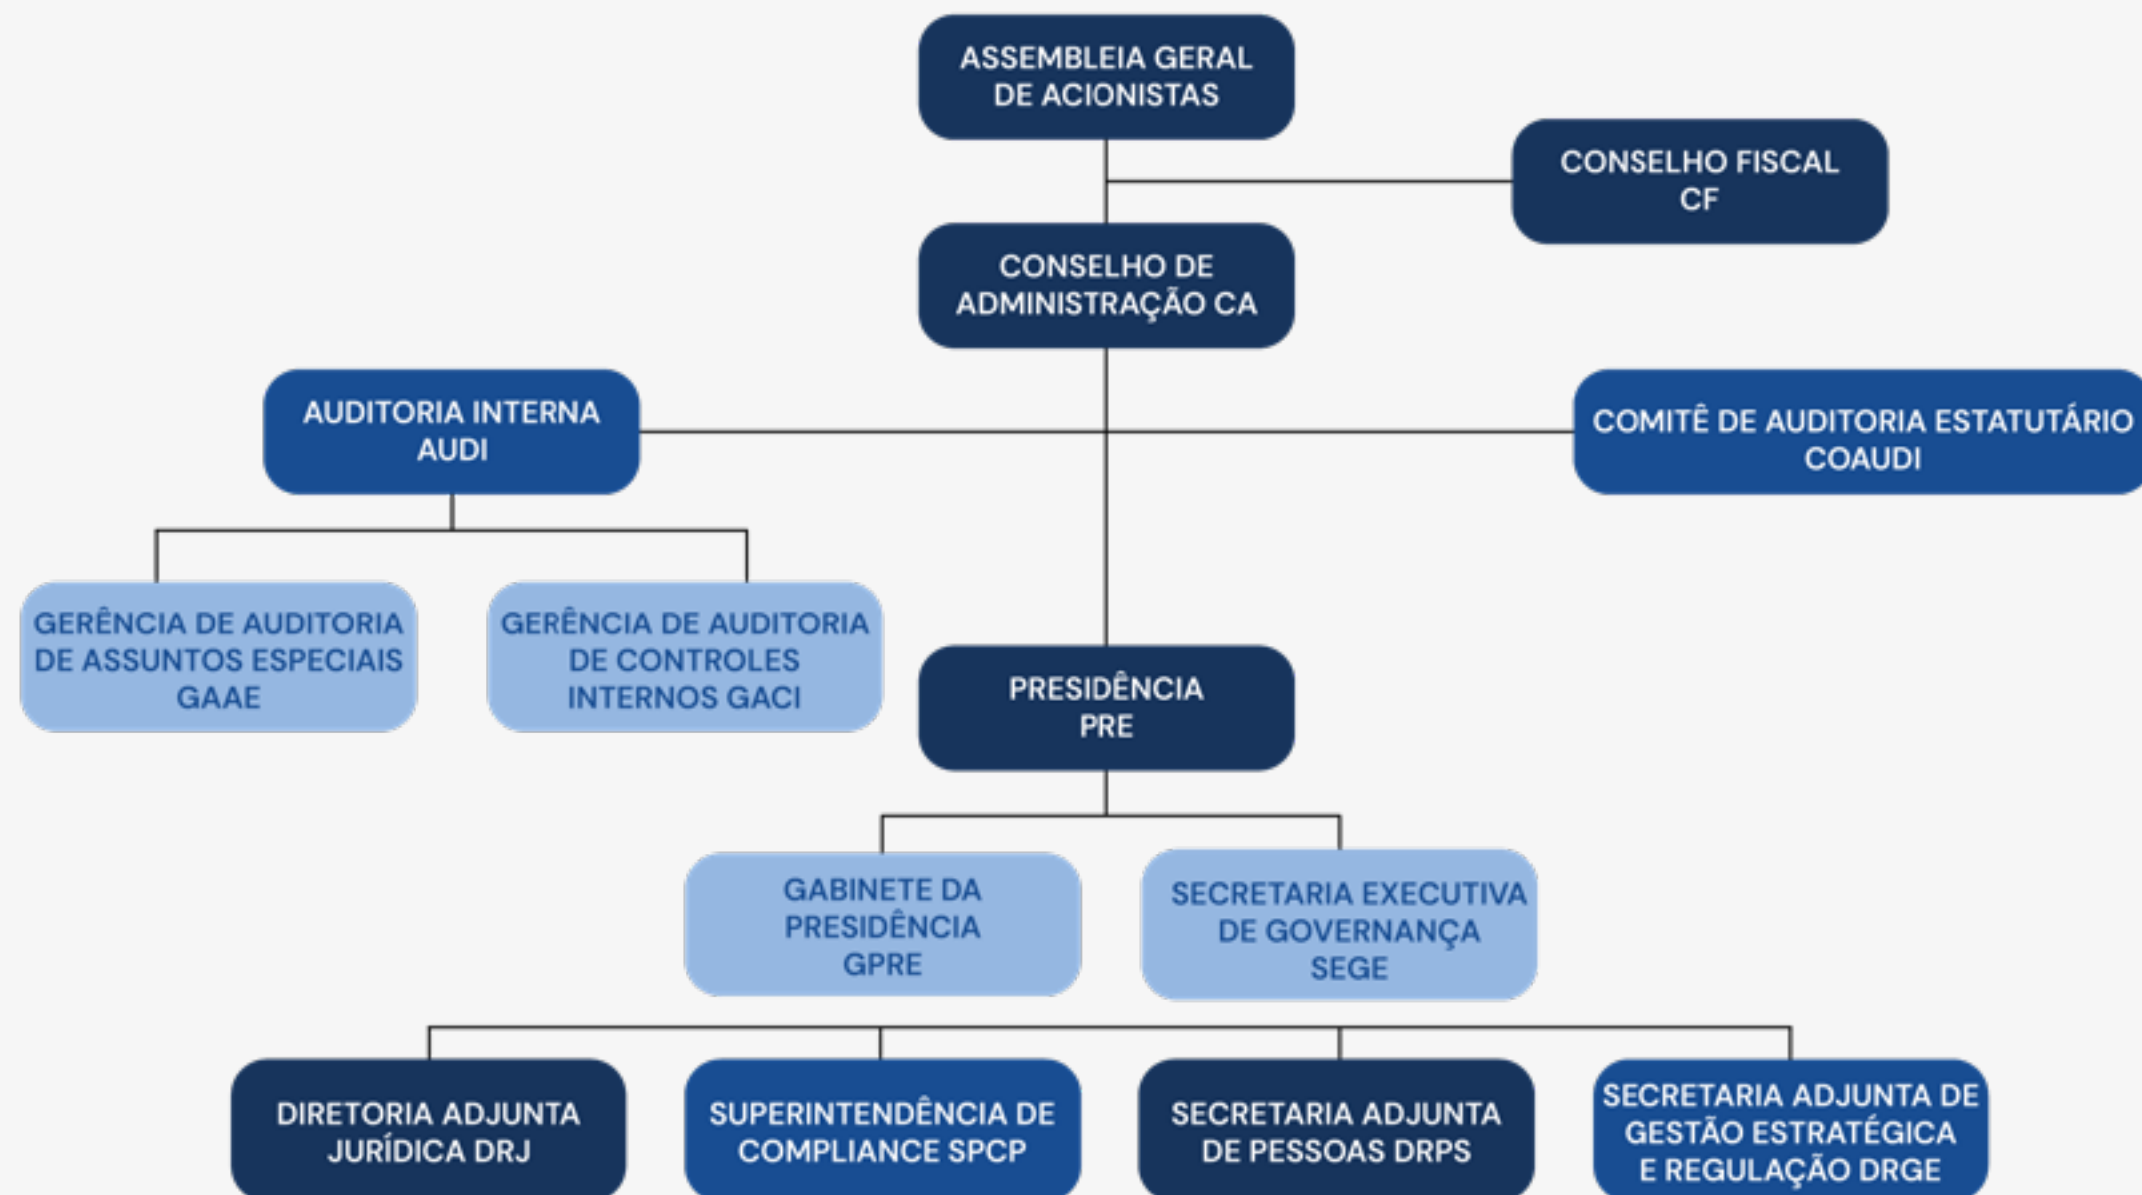 ASSEMBLEIA GERAL
DE ACIONISTAS
CONSELHO FISCAL
CF
CONSELHO DE
ADMINISTRAÇÃO CA
AUDITORIA INTERNA
AUDI
COMITÊ DE AUDITORIA ESTATUTÁRIO
COAUDI
GERÊNCIA DE AUDITORIA
DE ASSUNTOS ESPECIAIS
GAAE
GERÊNCIA DE AUDITORIA
DE CONTROLES
INTERNOS GACI
PRESIDÊNCIA
PRE
GABINETE DA
PRESIDÊNCIA
GPRE
SECRETARIA EXECUTIVA
DE GOVERNANÇA
SEGE
DIRETORIA ADJUNTA
JURÍDICA DRJ
SUPERINTENDÊNCIA DE
COMPLIANCE SPCP
SECRETARIA ADJUNTA
DE PESSOAS DRPS
SECRETARIA ADJUNTA DE
GESTÃO ESTRATÉGICA
E REGULAÇÃO DRGE